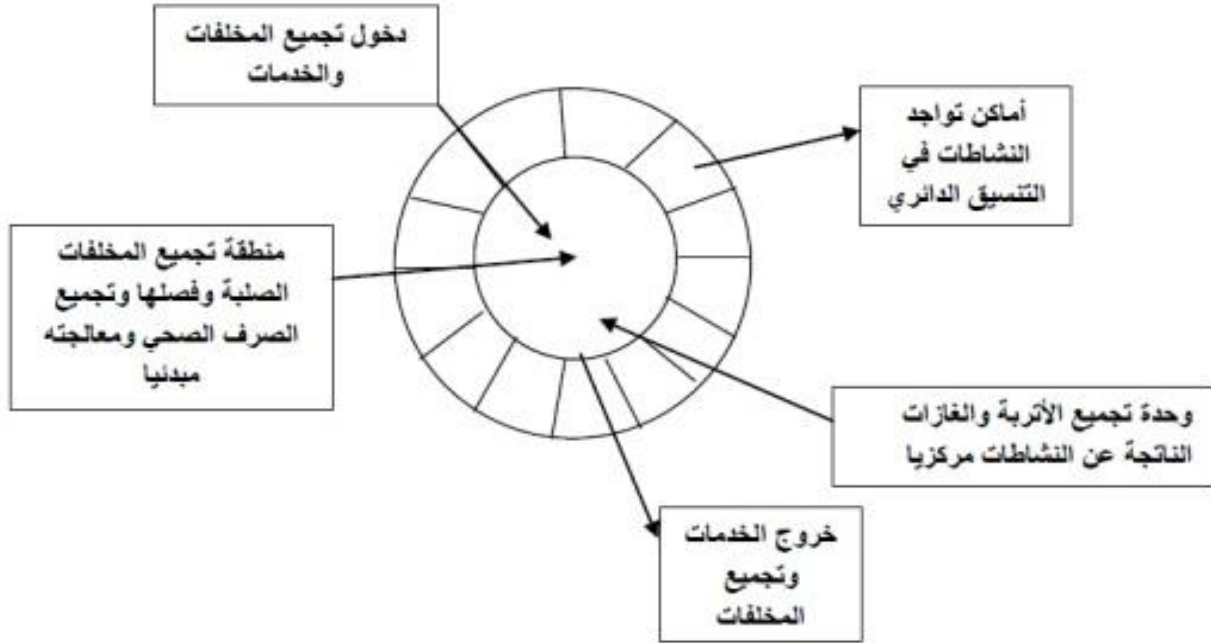 دخول تجميع المخلفات
والخدمات
أماكن تواجد
النشاطات في
التنسيق الدائري
منطقة تجميع المخلفات
الصلبة وفصلها وتجميع
الصرف الصحي ومعالجته
مبدئيا
وحدة تجميع الأتربة والغازات
الناتجة عن النشاطات مركزيا
خروج الخدمات
وتجميع
المخلفات